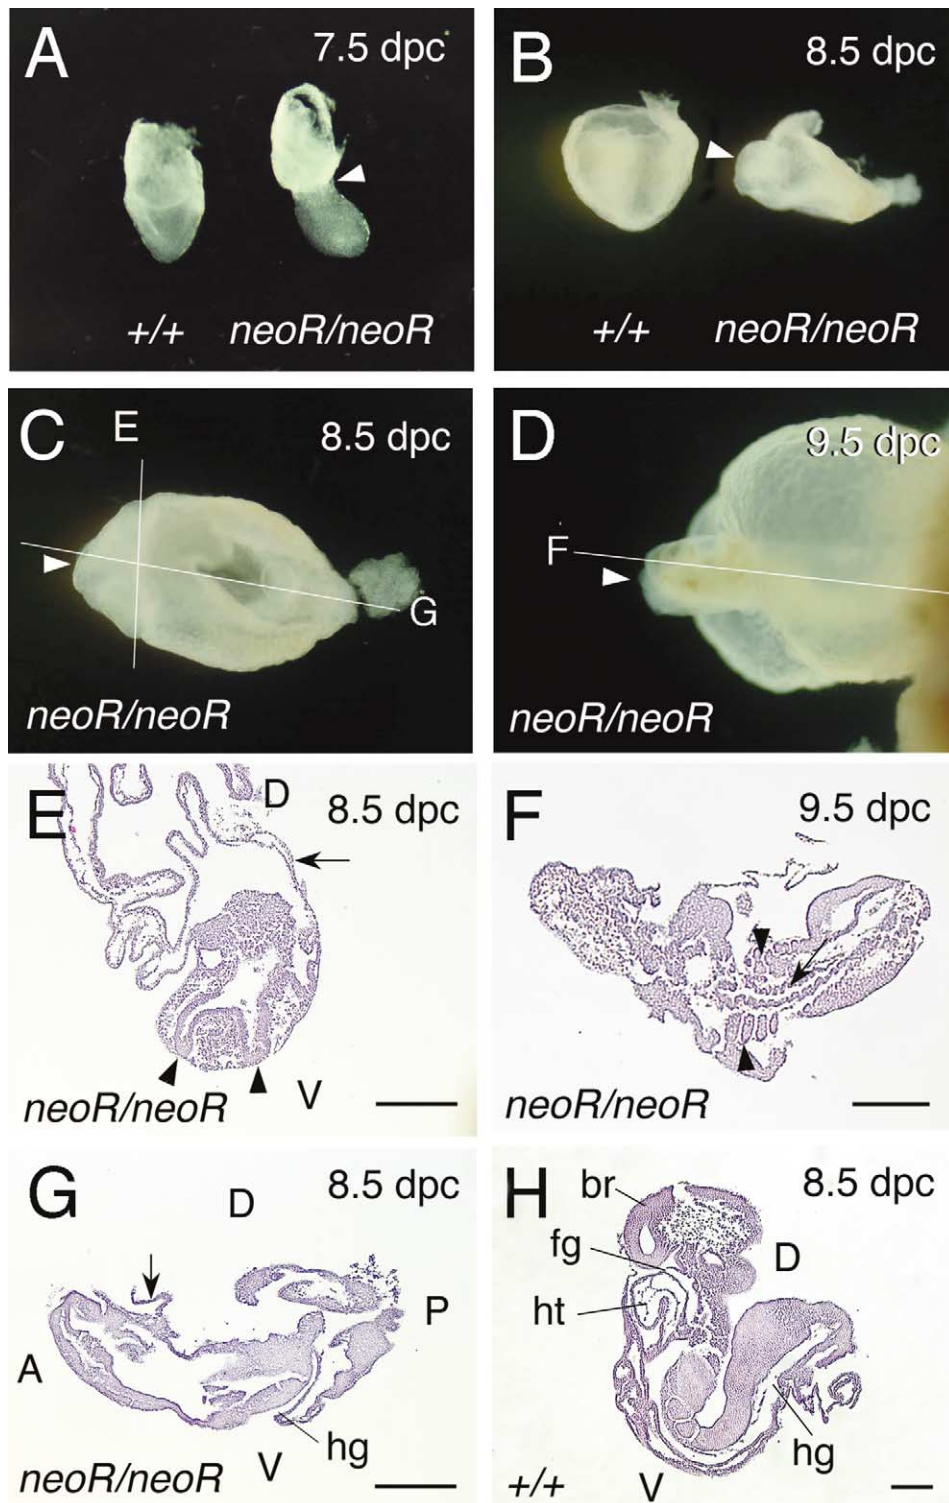 A 7.5 dpc
+/+ neoR/neoR
B 8.5 dpc
+/+ neoR/neoR
C E 8.5 dpc
G
neoR/neoR
D 9.5 dpc
F
neoR/neoR
E D 8.5 dpc
neoR/neoR V
F 9.5 dpc
neoR/neoR
G D 8.5 dpc
P
A
hg
neoR/neoR V
H br 8.5 dpc
fg D
ht
hg
+/+ V